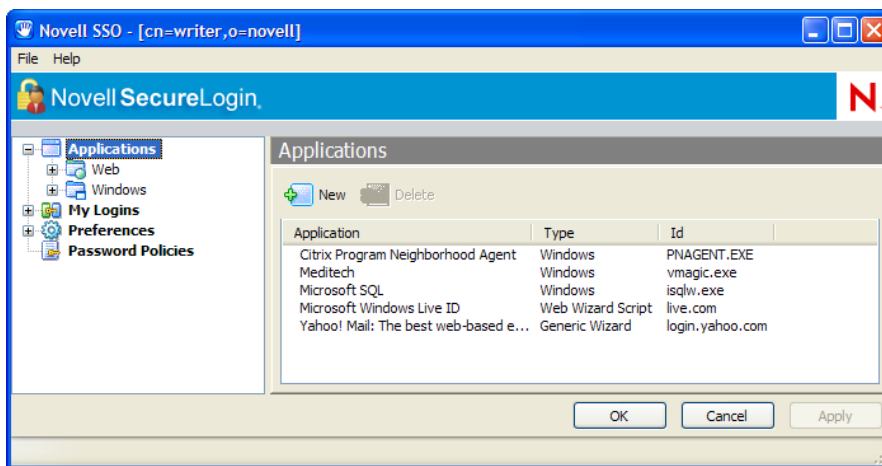 Novell SSO - [cn=writer,o=novell]
File Help
Novell SecureLogin.
N
Applications
Web
Windows
My Logins
Preferences
Password Policies
Applications
New Delete
Application Type Id
Citrix Program Neighborhood Agent Windows PNAGENT.EXE
Meditech Windows vmagic.exe
Microsoft SQL Windows isqlw.exe
Microsoft Windows Live ID Web Wizard Script live.com
Yahoo! Mail: The best web-based e... Generic Wizard login.yahoo.com
OK Cancel Apply